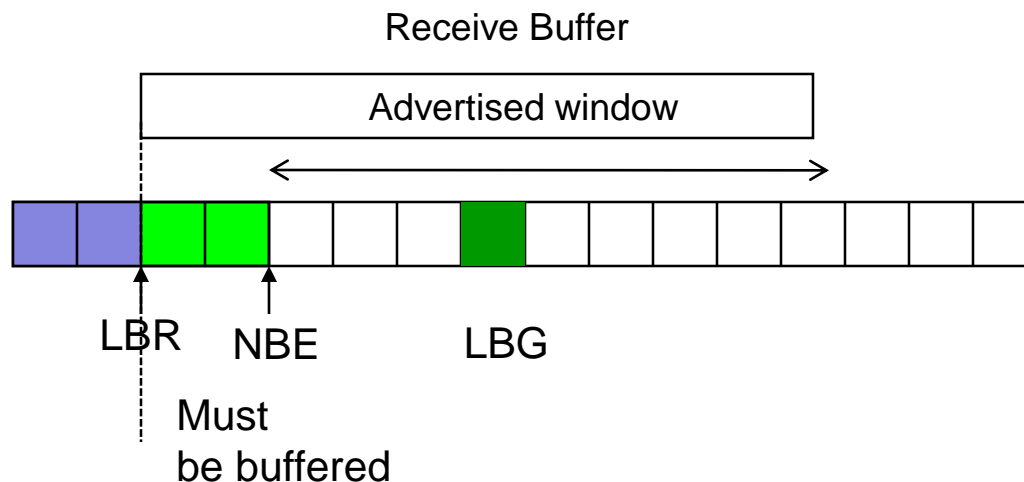 Receive Buffer
Advertised window
LBR
NBE
LBG
Must
be buffered